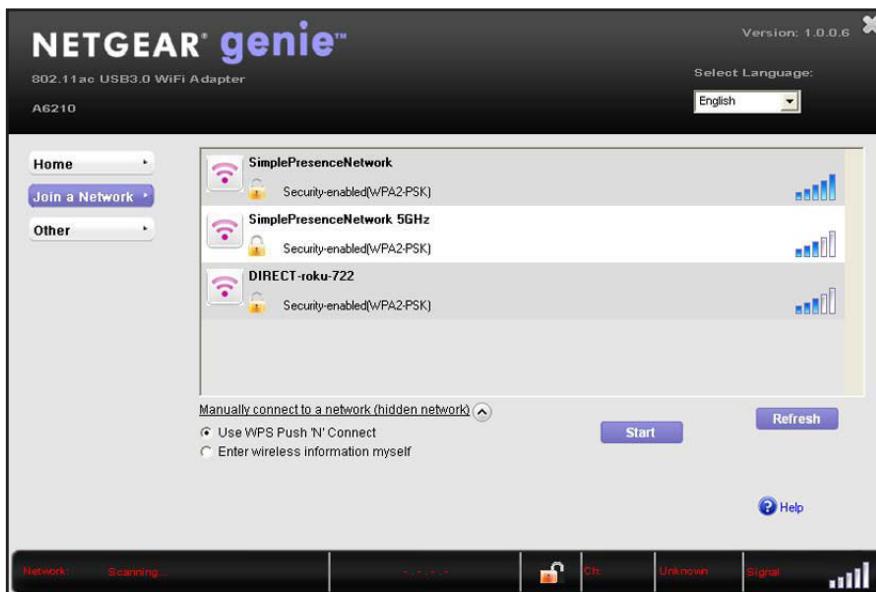 NETGEAR® genie™
Version: 1.0.0.6
802.11ac USB3.0 WiFi Adapter
Select Language:
A6210
English
Home
Join a Network
Other
SimplePresenceNetwork
Security-enabled(WPA2-PSK)
SimplePresenceNetwork 5GHz
Security-enabled(WPA2-PSK)
DIRECT-roku-722
Security-enabled(WPA2-PSK)
Manually connect to a network (hidden network)
Use WPS Push 'N' Connect
Enter wireless information myself
Start
Refresh
Help
Network: Scanning... -.-.-.- Ch: Unknown Signal